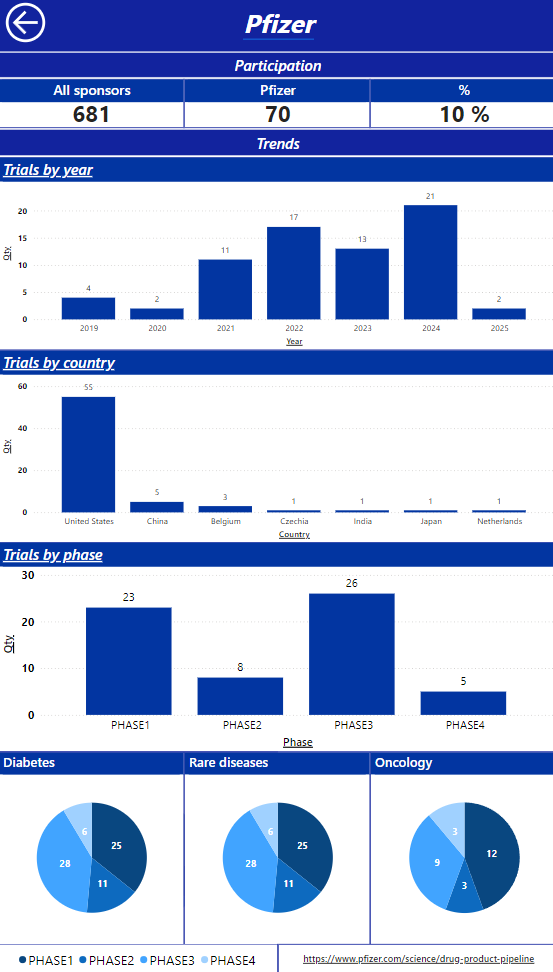 Pfizer
Participation
All sponsors Pfizer %
681 70 10 %
Trends
Trials by year
20
15
10
5
0
Qty
4 2 11 17 13 21 2
2019 2020 2021 2022 2023 2024 2025
Year
Trials by country
60
40
20
0
Qty
55 5 3 1 1 1 1
United States China Belgium Czechia India Japan Netherlands
Country
Trials by phase
30
20
10
0
Qty
23 8 26 5
PHASE1 PHASE2 PHASE3 PHASE4
Phase
Diabetes Rare diseases Oncology
6 25 28 11
6 25 28 11
3 12 9 3
PHASE1 PHASE2 PHASE3 PHASE4
https://www.pfizer.com/science/drug-product-pipeline